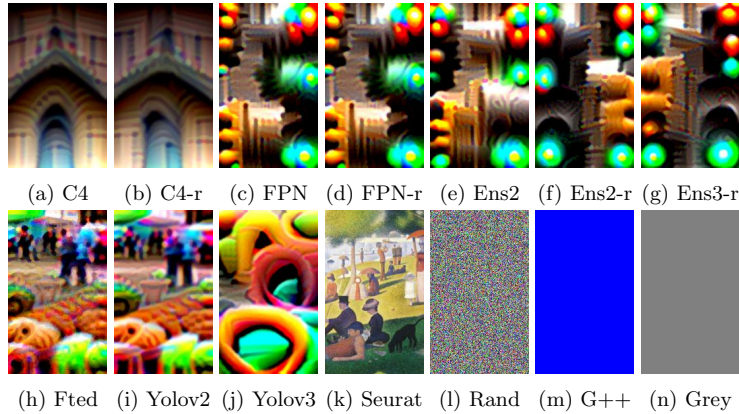 (a) C4 (b) C4-r (c) FPN (d) FPN-r (e) Ens2 (f) Ens2-r (g) Ens3-r
(h) Fted (i) Yolov2 (j) Yolov3 (k) Seurat (l) Rand (m) G++ (n) Grey